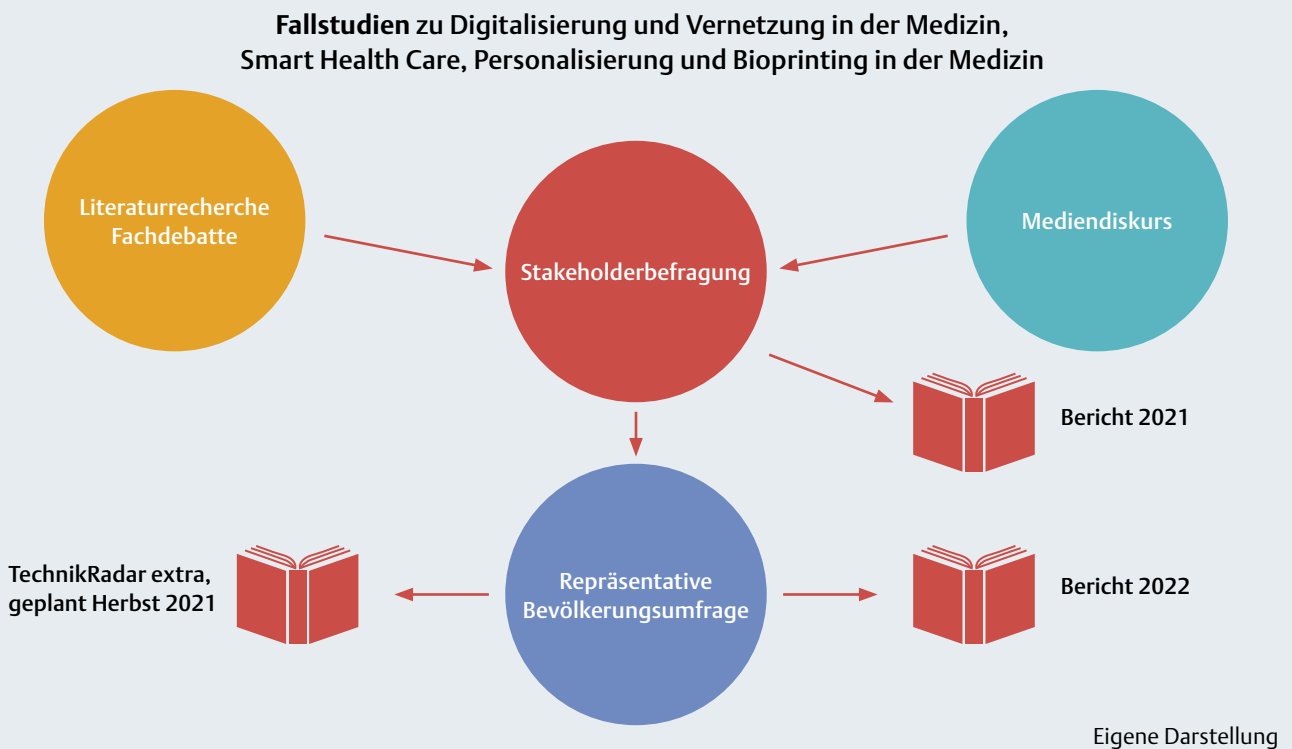 Fallstudien zu Digitalisierung und Vernetzung in der Medizin,
Smart Health Care, Personalisierung und Bioprinting in der Medizin
Literaturrecherche
Fachdebatte
Stakeholderbefragung
Mediendiskurs
Bericht 2021
TechnikRadar extra,
geplant Herbst 2021
Repräsentative
Bevölkerungsumfrage
Bericht 2022
Eigene Darstellung